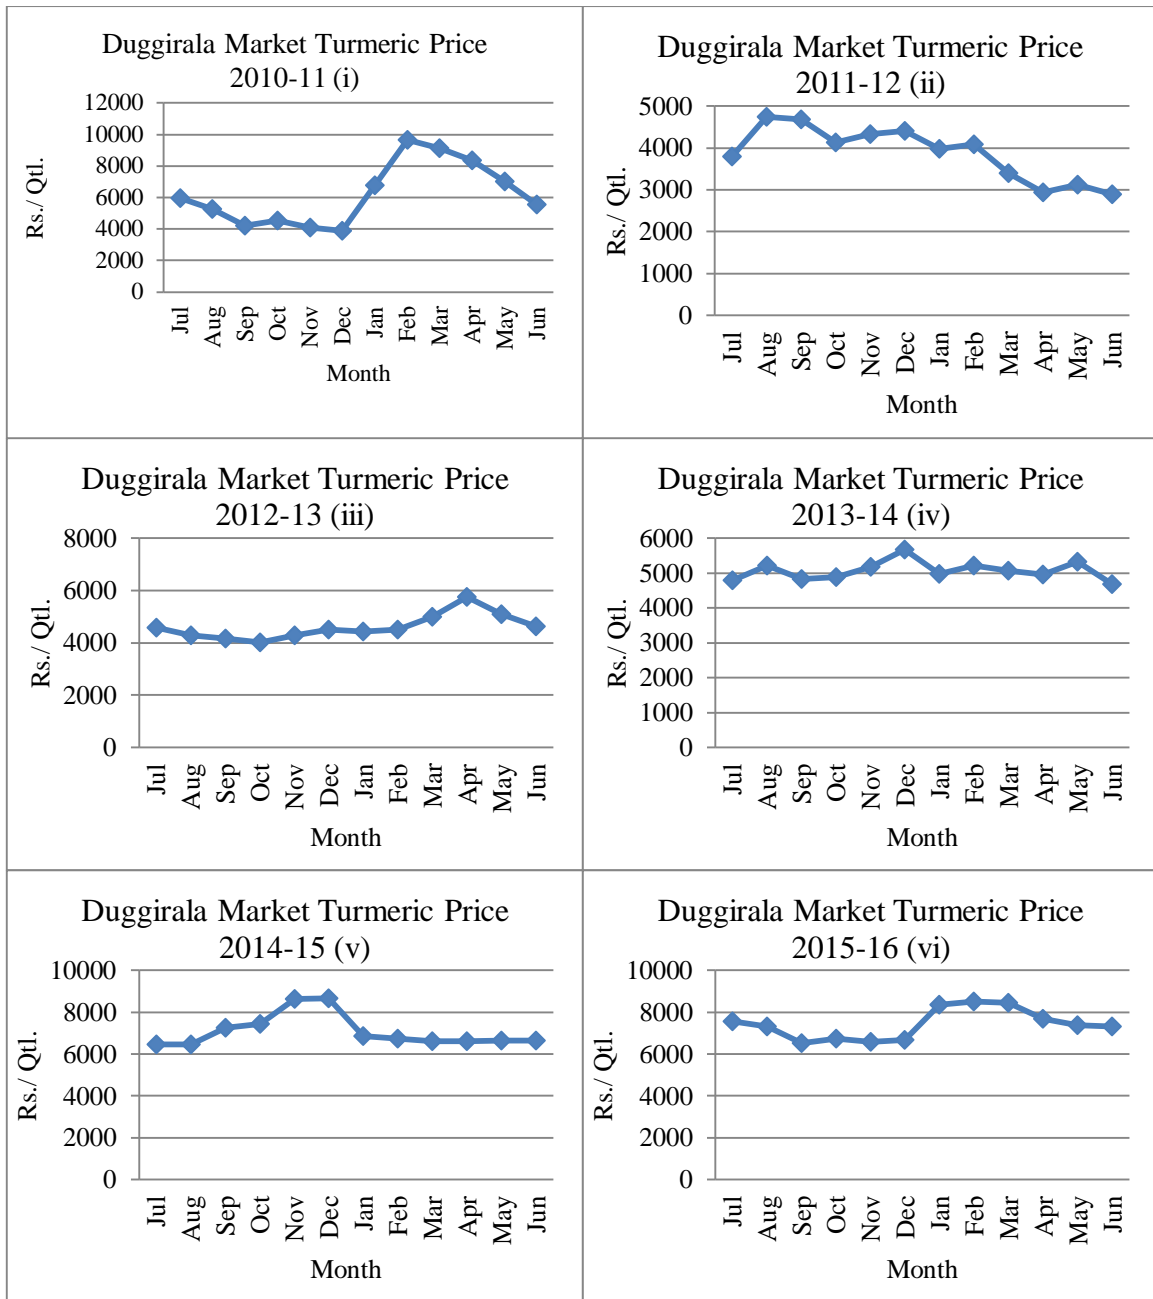 Duggirala Market Turmeric Price
2010-11 (i)
12000
10000
8000
6000
4000
2000
0
Rs./ Qtl.
Jul Aug Sep Oct Nov Dec Jan Feb Mar Apr May Jun
Month
Duggirala Market Turmeric Price
2011-12 (ii)
5000
4000
3000
2000
1000
0
Rs./ Qtl.
Jul Aug Sep Oct Nov Dec Jan Feb Mar Apr May Jun
Month
Duggirala Market Turmeric Price
2012-13 (iii)
8000
6000
4000
2000
0
Rs./ Qtl.
Jul Aug Sep Oct Nov Dec Jan Feb Mar Apr May Jun
Month
Duggirala Market Turmeric Price
2013-14 (iv)
6000
5000
4000
3000
2000
1000
0
Rs./ Qtl.
Jul Aug Sep Oct Nov Dec Jan Feb Mar Apr May Jun
Month
Duggirala Market Turmeric Price
2014-15 (v)
10000
8000
6000
4000
2000
0
Rs./ Qtl.
Jul Aug Sep Oct Nov Dec Jan Feb Mar Apr May Jun
Month
Duggirala Market Turmeric Price
2015-16 (vi)
10000
8000
6000
4000
2000
0
Rs./ Qtl.
Jul Aug Sep Oct Nov Dec Jan Feb Mar Apr May Jun
Month